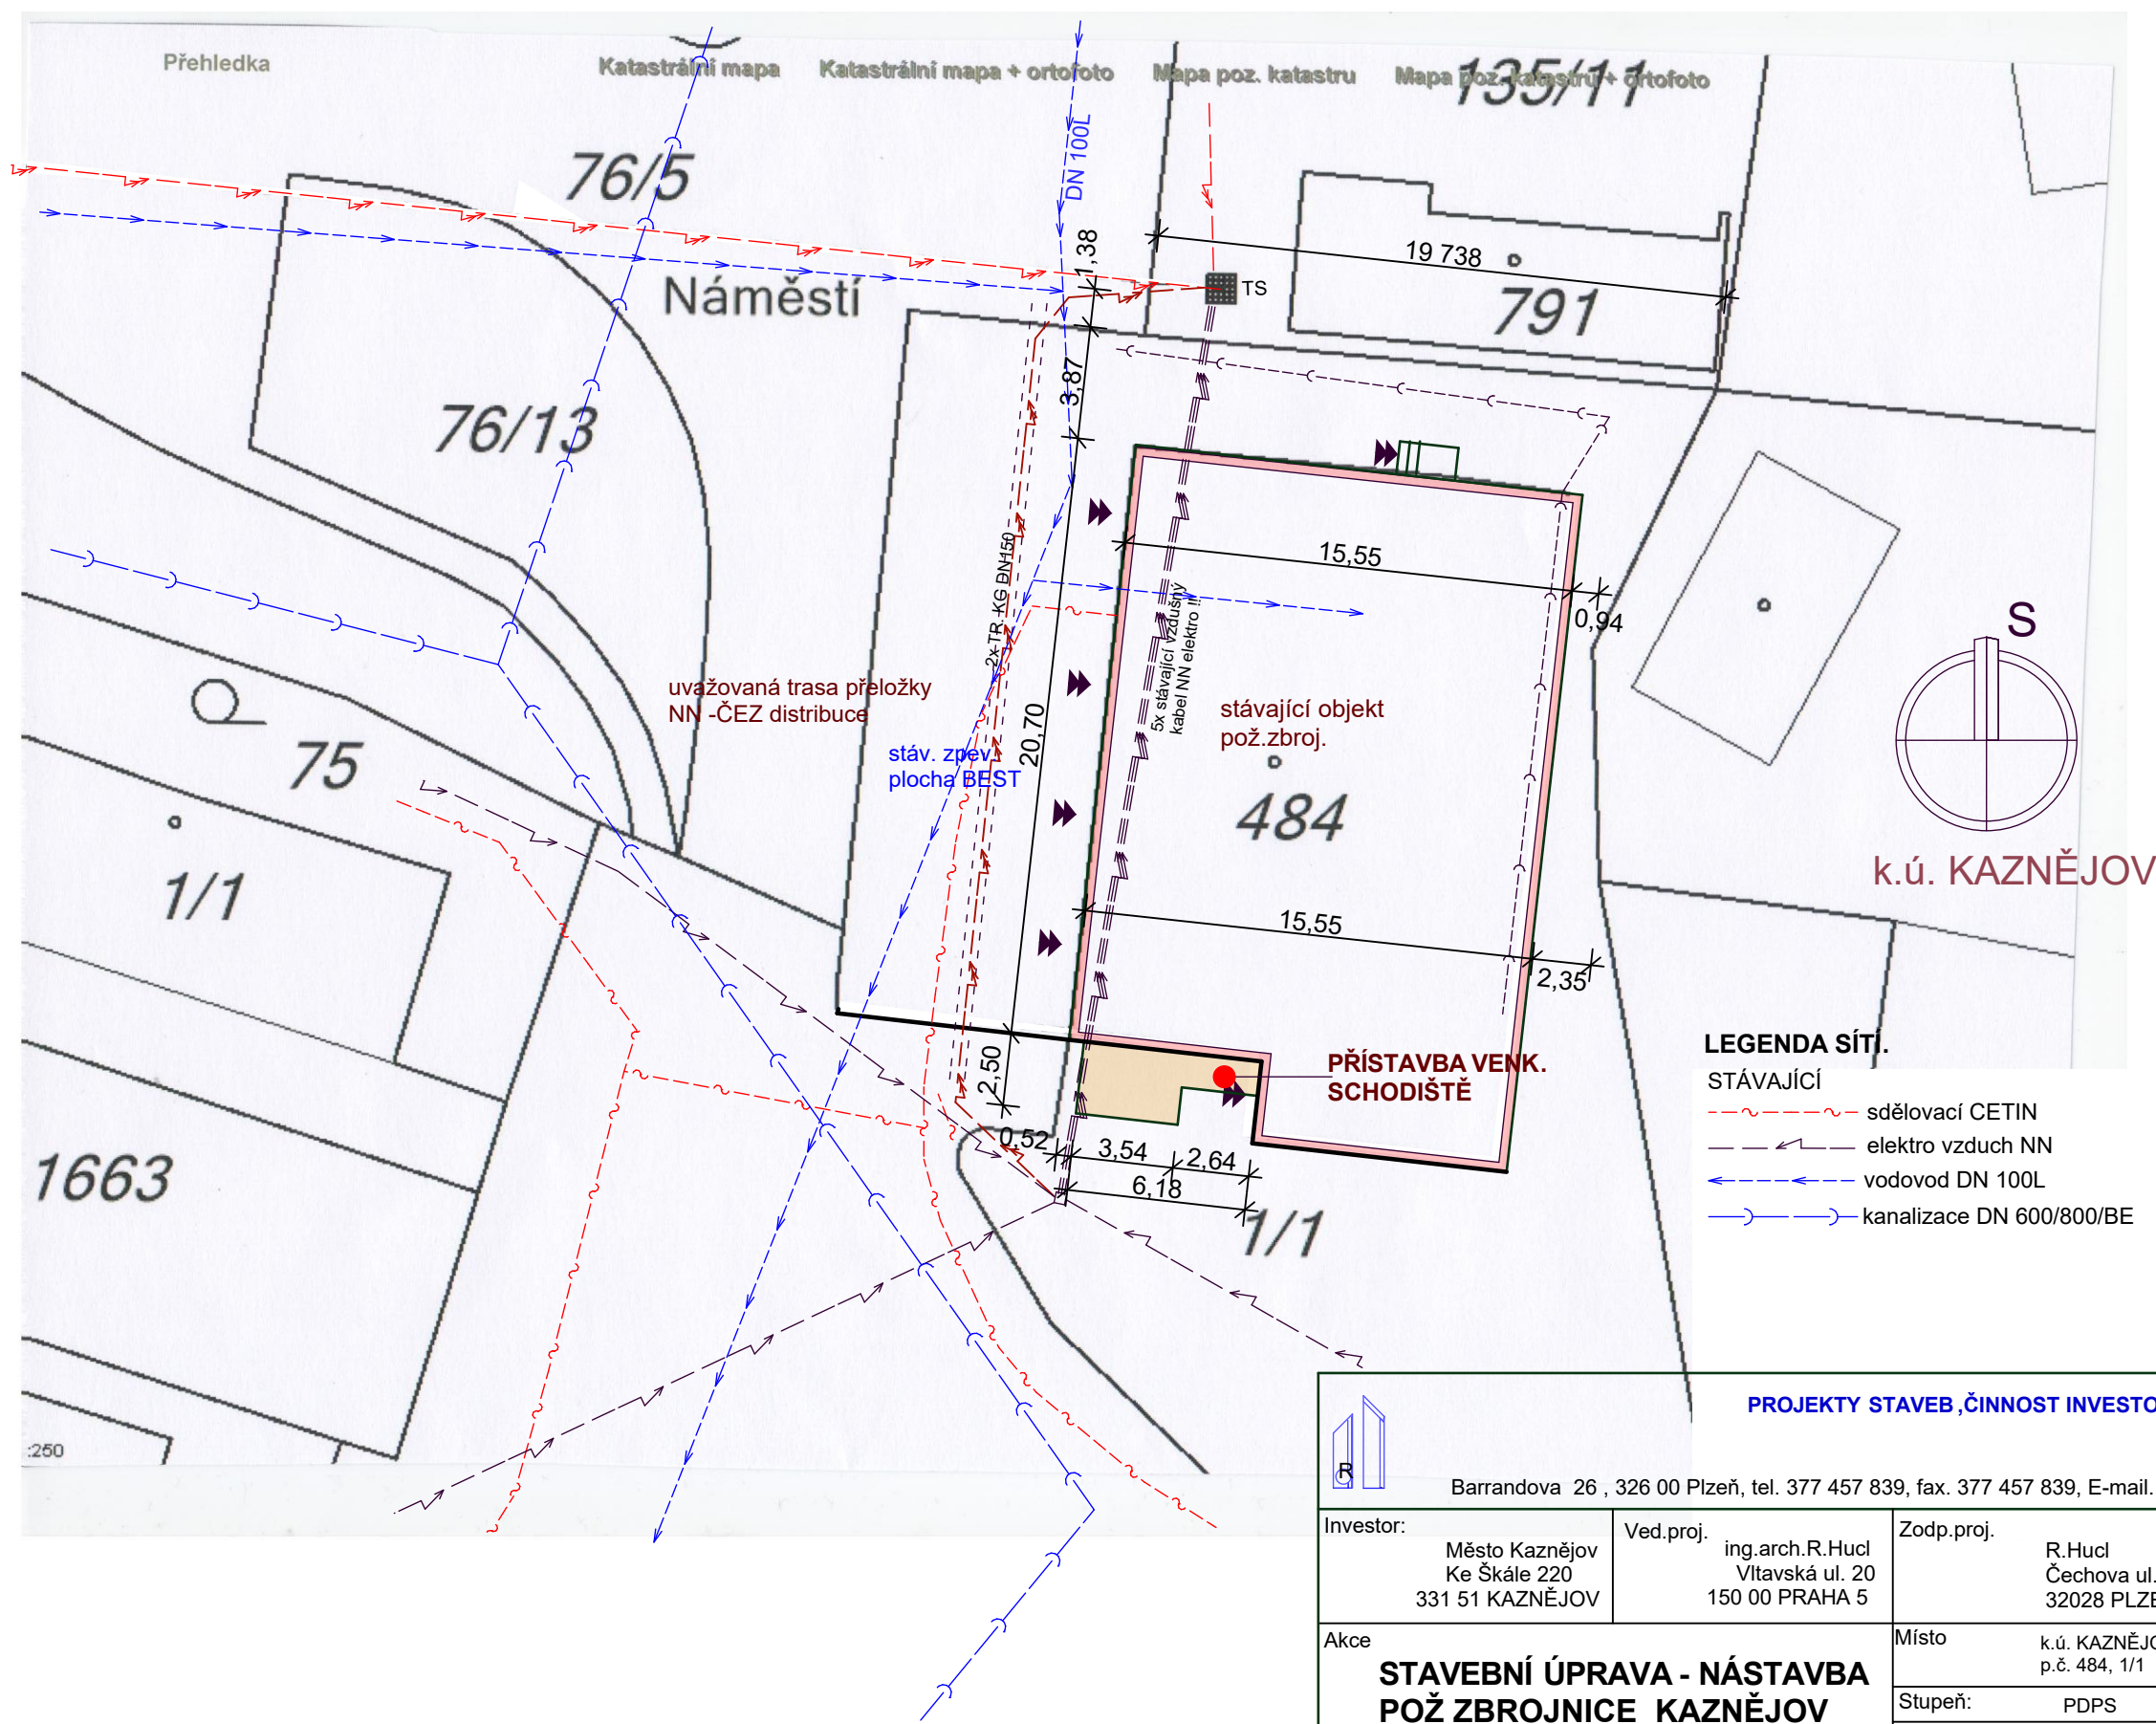 Přehledka
Katastrální mapa
Katastrální mapa + ortofoto
Mapa poz. katastru
Mapa poz. katastru + ortofoto
135/11
76/5
DN 100L
1,38
19 738
TS
791
Náměstí
3,87
76/13
15,55
0,94
2x TR. KG DN150
5x stávající vzdušný
kabel NN elektro !!
S
uvažovaná trasa přeložky
NN -ČEZ distribuce
stávající objekt
pož.zbroj.
20,70
stáv. zpev.
plocha BEST
75
484
1/1
k.ú. KAZNĚJOV
15,55
2,35
2,50
PŘÍSTAVBA VENK.
SCHODIŠTĚ
0,52
3,54
2,64
6,18
1/1
1663
:250
LEGENDA SÍTÍ.
STÁVAJÍCÍ
sdělovací CETIN
elektro vzduch NN
vodovod DN 100L
kanalizace DN 600/800/BE
PROJEKTY STAVEB ,ČINNOST INVESTO
R
Barrandova 26 , 326 00 Plzeň, tel. 377 457 839, fax. 377 457 839, E-mail.
Investor:
Město Kaznějov
Ke Škále 220
331 51 KAZNĚJOV
Ved.proj.
ing.arch.R.Hucl
Vltavská ul. 20
150 00 PRAHA 5
Zodp.proj.
R.Hucl
Čechova ul.
32028 PLZE
Akce
STAVEBNÍ ÚPRAVA - NÁSTAVBA
POŽ ZBROJNICE KAZNĚJOV
Místo
k.ú. KAZNĚJO
p.č. 484, 1/1
Stupeň:
PDPS